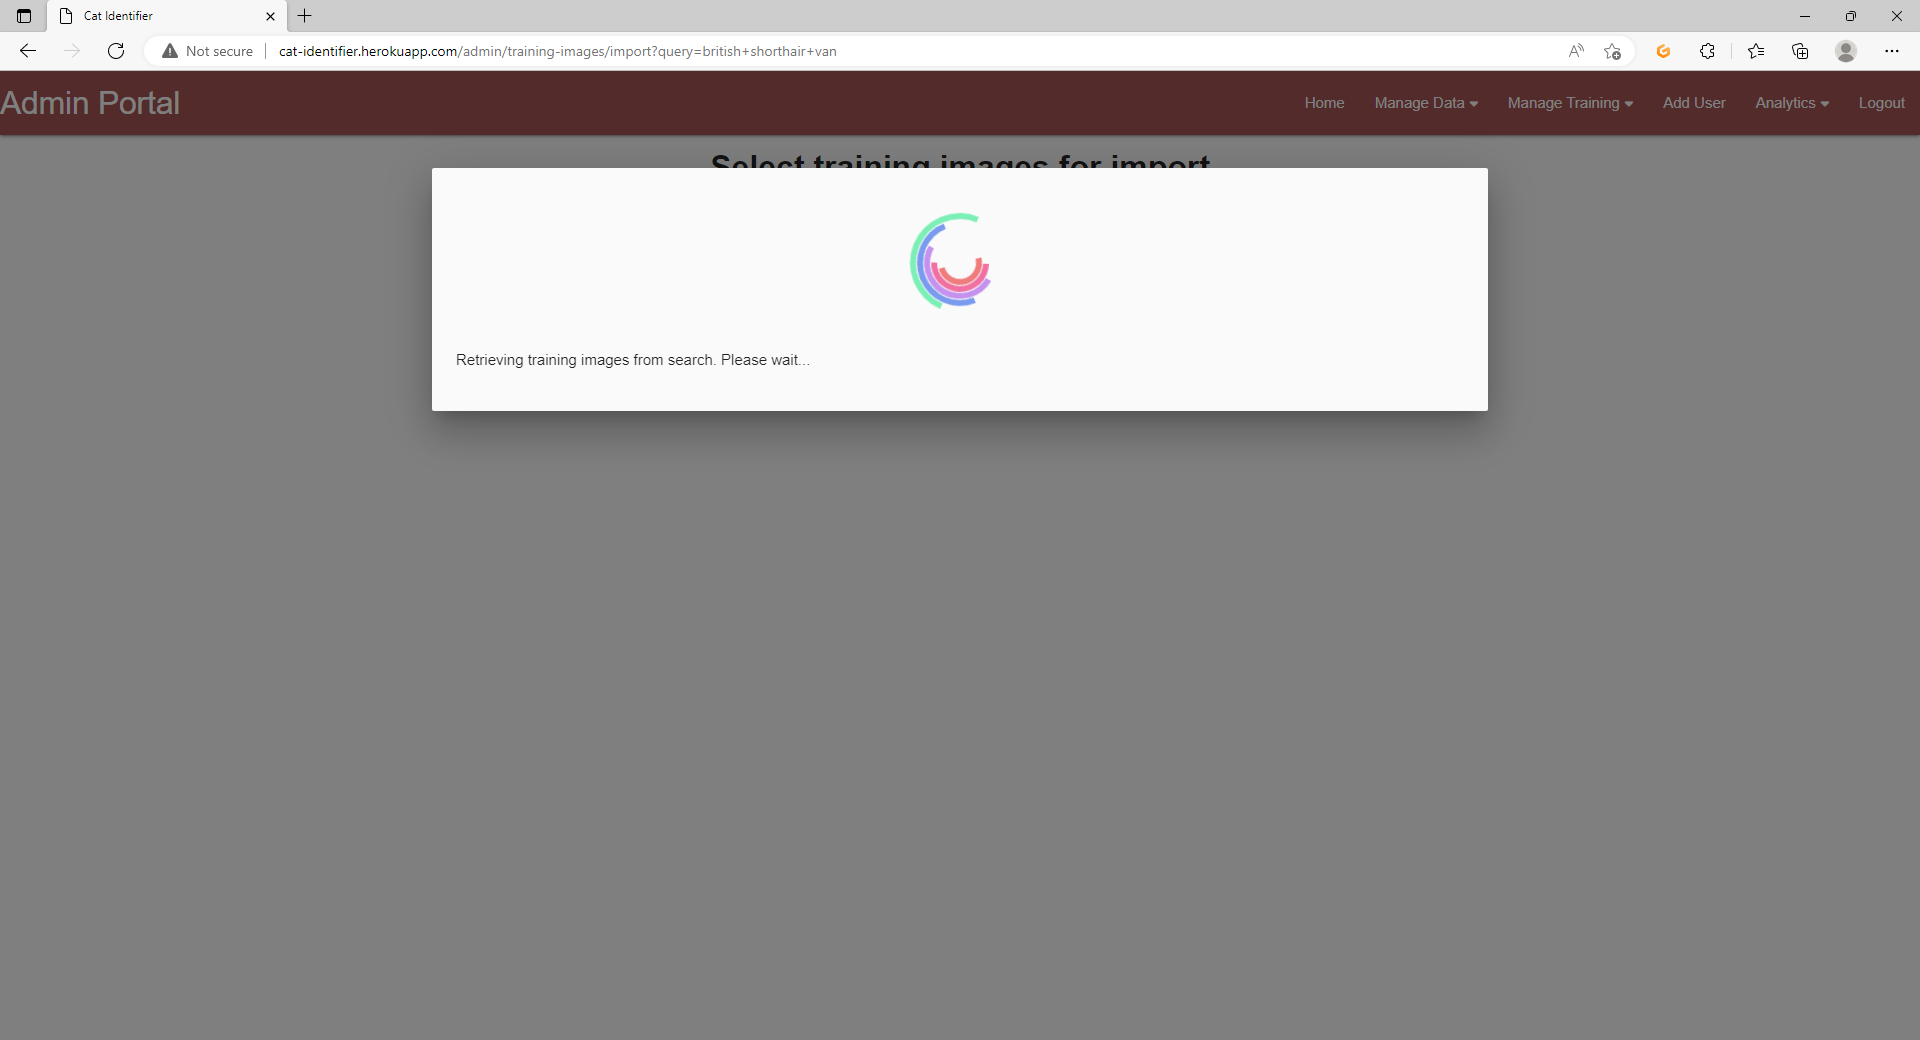 Cat Identifier
Not secure
cat-identifier.herokuapp.com/admin/training-images/import?query=british+shorthair+van
Admin Portal
Home
Manage Data
Manage Training
Add User
Analytics
Logout
Select training images for import
Retrieving training images from search. Please wait...